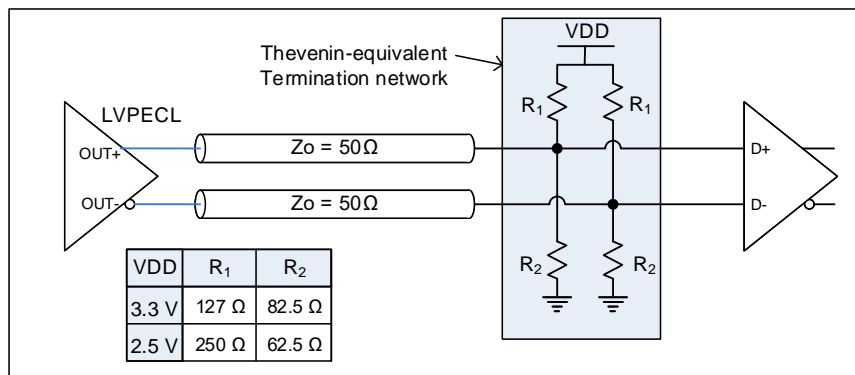 VDD
Thevenin-equivalent
Termination network
R1 R1
LVPECL
OUT+ Zo = 50Ω D+
OUT- Zo = 50Ω D-
R2 R2
VDD R1 R2
3.3 V 127 Ω 82.5 Ω
2.5 V 250 Ω 62.5 Ω